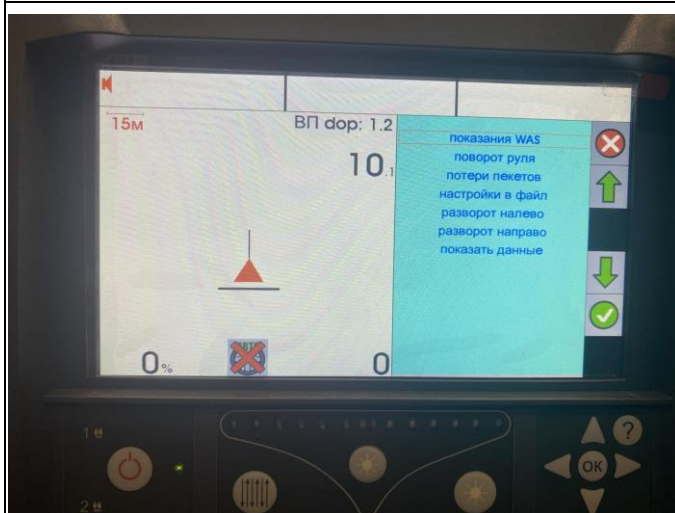 15м
ВП dop: 1.2
10.1
показания WAS
поворот руля
потери пекетов
настройки в файл
разворот налево
разворот направо
показать данные
0%
0
1
?
OK
2